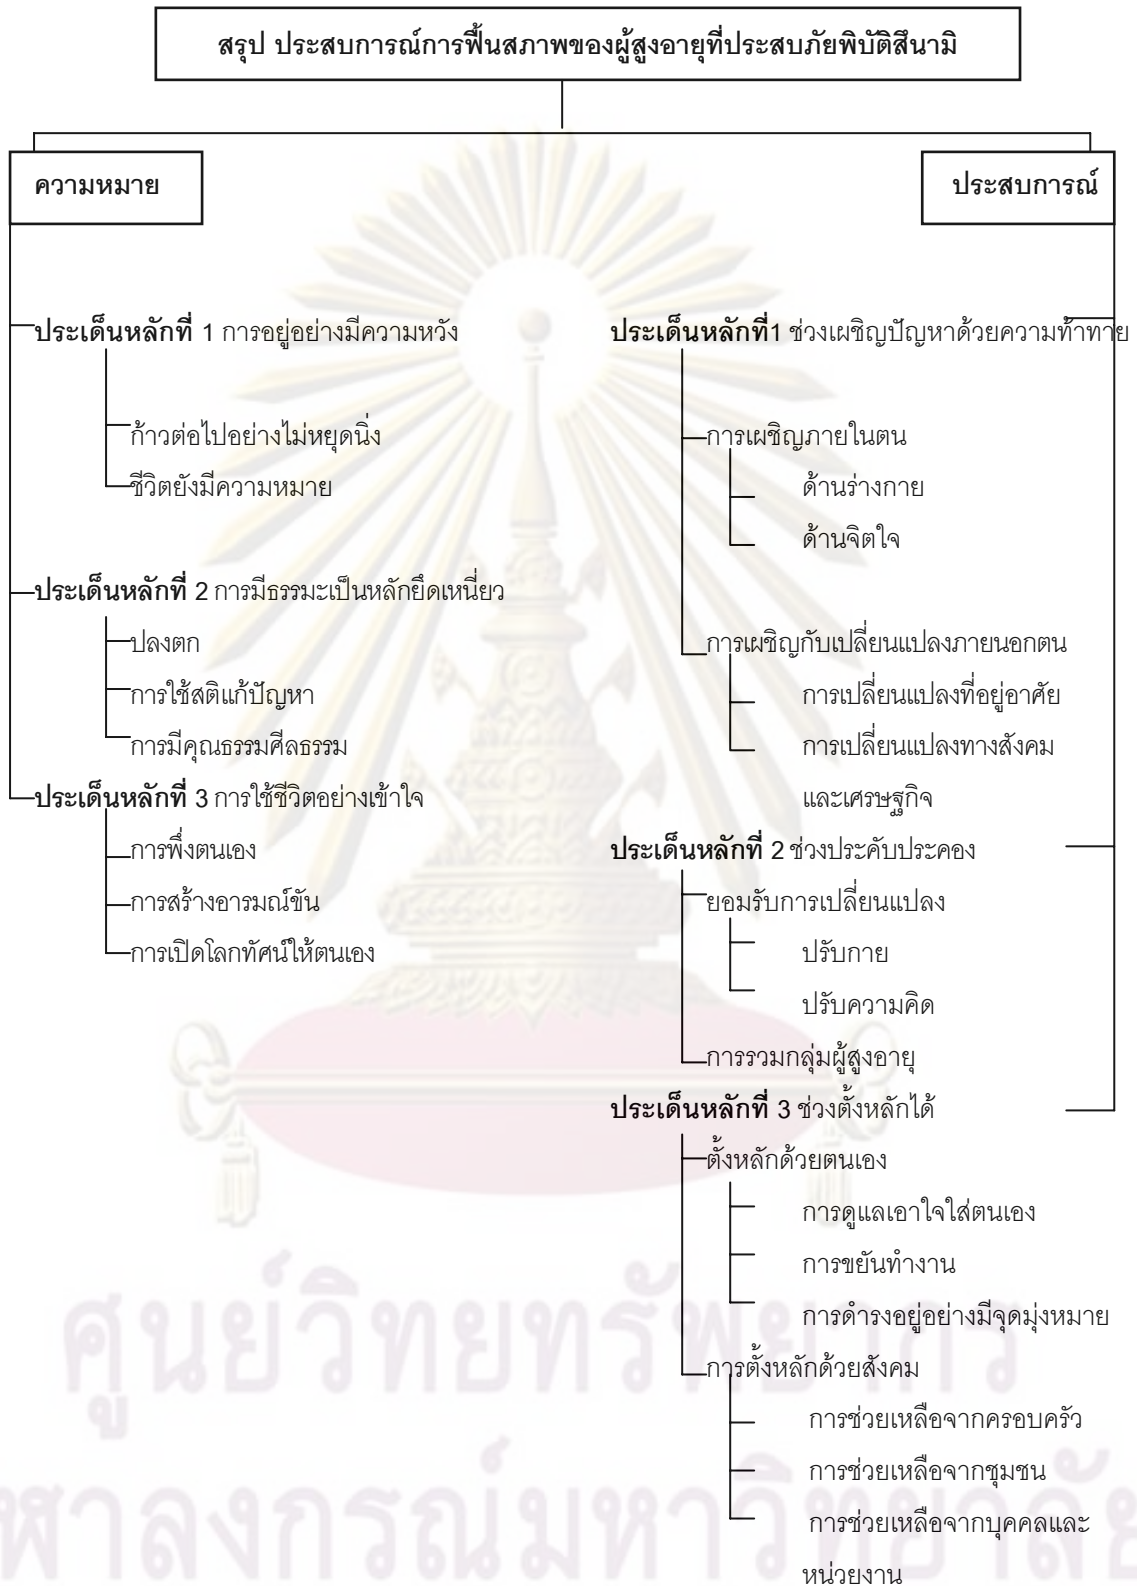 สรุป ประสบการณ์การฟื้นสภาพของผู้สูงอายุที่ประสบภัยพิบัติสึนามิ
ความหมาย
ประเด็นหลักที่ 1 การอยู่อย่างมีความหวัง
ก้าวต่อไปอย่างไม่หยุดนิ่ง
ชีวิตยังมีความหมาย
ประเด็นหลักที่ 2 การมีธรรมะเป็นหลักยึดเหนี่ยว
ปลงตก
การใช้สติแก้ปัญหา
การมีคุณธรรมศีลธรรม
ประเด็นหลักที่ 3 การใช้ชีวิตอย่างเข้าใจ
การพึ่งตนเอง
การสร้างอารมณ์ขัน
การเปิดโลกทัศน์ให้ตนเอง
ประสบการณ์
ประเด็นหลักที่1 ช่วงเผชิญปัญหาด้วยความท้าทาย
การเผชิญภายในตน
ด้านร่างกาย
ด้านจิตใจ
การเผชิญกับเปลี่ยนแปลงภายนอกตน
การเปลี่ยนแปลงที่อยู่อาศัย
การเปลี่ยนแปลงทางสังคม
และเศรษฐกิจ
ประเด็นหลักที่ 2 ช่วงประคับประคอง
ยอมรับการเปลี่ยนแปลง
ปรับกาย
ปรับความคิด
การรวมกลุ่มผู้สูงอายุ
ประเด็นหลักที่ 3 ช่วงตั้งหลักได้
ตั้งหลักด้วยตนเอง
การดูแลเอาใจใส่ตนเอง
การขยันทำงาน
การดำรงอยู่อย่างมีจุดมุ่งหมาย
การตั้งหลักด้วยสังคม
การช่วยเหลือจากครอบครัว
การช่วยเหลือจากชุมชน
การช่วยเหลือจากบุคคลและ
หน่วยงาน
ศูนย์วิทยทรัพยากร
ฬาลงกรณ์มหาวิทยาลัย